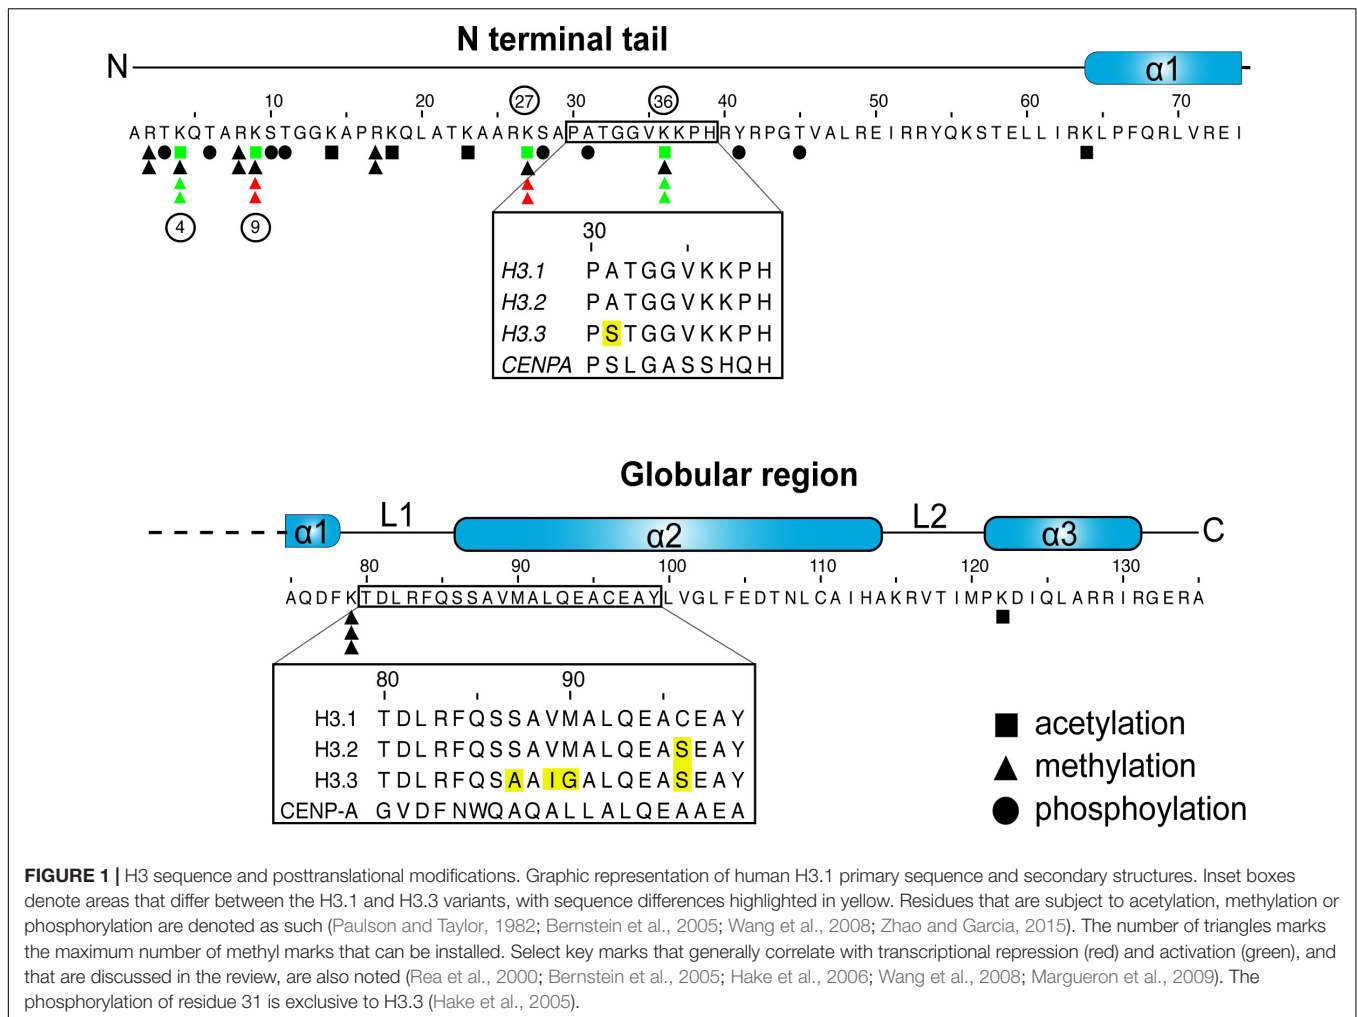 N terminal tail
N
α1
10 20 27 30 36 40 50 60 70
ARTKQTARKSTGGKAPRKQLATKAARKSAPATGGVKKPHRYRPGTVALREIRRYQKSTELLIRKLPFQRLVREI
4 9
30
H3.1 PATGGVKKPH
H3.2 PATGGVKKPH
H3.3 PSTGGVKKPH
CENPA PSLGASSHQH
Globular region
α1 L1 α2 L2 α3 C
80 90 100 110 120 130
AQDFKTDLRFQSSAVMALQEACEAYLVGLFEDTNLCAIHAKRVTIMPKDIQLARRIRGERA
80 90
H3.1 TDLRFQSSAVMALQEACEAY
H3.2 TDLRFQSSAVMALQEASEAY
H3.3 TDLRFQSAAIGALQEASEAY
CENP-A GVDFNWQAQALLALQEAAEA
acetylation
methylation
phosphoylation
FIGURE 1 | H3 sequence and posttranslational modifications. Graphic representation of human H3.1 primary sequence and secondary structures. Inset boxes
denote areas that differ between the H3.1 and H3.3 variants, with sequence differences highlighted in yellow. Residues that are subject to acetylation, methylation or
phosphorylation are denoted as such (Paulson and Taylor, 1982; Bernstein et al., 2005; Wang et al., 2008; Zhao and Garcia, 2015). The number of triangles marks
the maximum number of methyl marks that can be installed. Select key marks that generally correlate with transcriptional repression (red) and activation (green), and
that are discussed in the review, are also noted (Rea et al., 2000; Bernstein et al., 2005; Hake et al., 2006; Wang et al., 2008; Margueron et al., 2009). The
phosphorylation of residue 31 is exclusive to H3.3 (Hake et al., 2005).